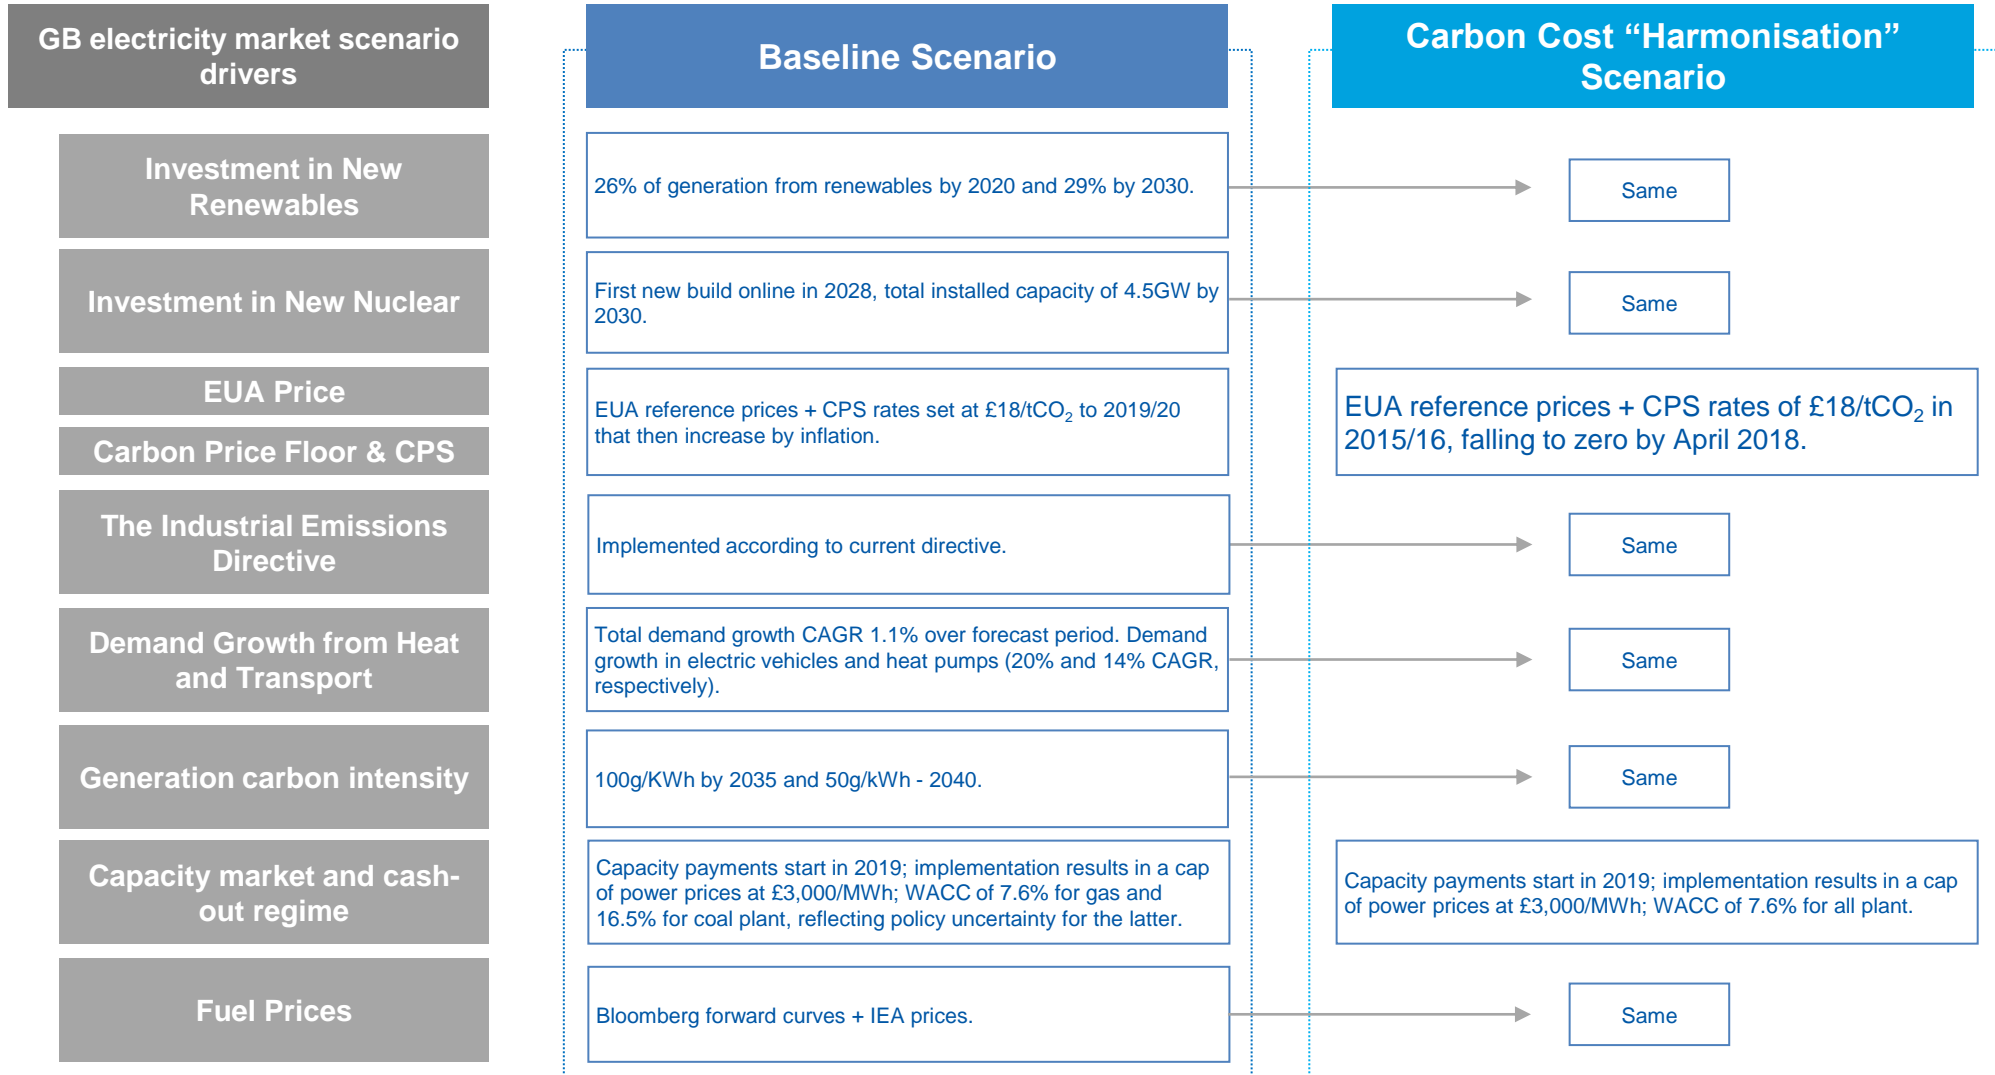 GB electricity market scenario
drivers
Baseline Scenario
Carbon Cost “Harmonisation”
Scenario
Investment in New
Renewables
26% of generation from renewables by 2020 and 29% by 2030.
Same
Investment in New Nuclear
First new build online in 2028, total installed capacity of 4.5GW by
2030.
Same
EUA Price
Carbon Price Floor & CPS
EUA reference prices + CPS rates set at £18/tCO₂ to 2019/20
that then increase by inflation.
EUA reference prices + CPS rates of £18/tCO₂ in
2015/16, falling to zero by April 2018.
The Industrial Emissions
Directive
Implemented according to current directive.
Same
Demand Growth from Heat
and Transport
Total demand growth CAGR 1.1% over forecast period. Demand
growth in electric vehicles and heat pumps (20% and 14% CAGR,
respectively).
Same
Generation carbon intensity
100g/KWh by 2035 and 50g/kWh - 2040.
Same
Capacity market and cash-
out regime
Capacity payments start in 2019; implementation results in a cap
of power prices at £3,000/MWh; WACC of 7.6% for gas and
16.5% for coal plant, reflecting policy uncertainty for the latter.
Capacity payments start in 2019; implementation results in a cap
of power prices at £3,000/MWh; WACC of 7.6% for all plant.
Fuel Prices
Bloomberg forward curves + IEA prices.
Same